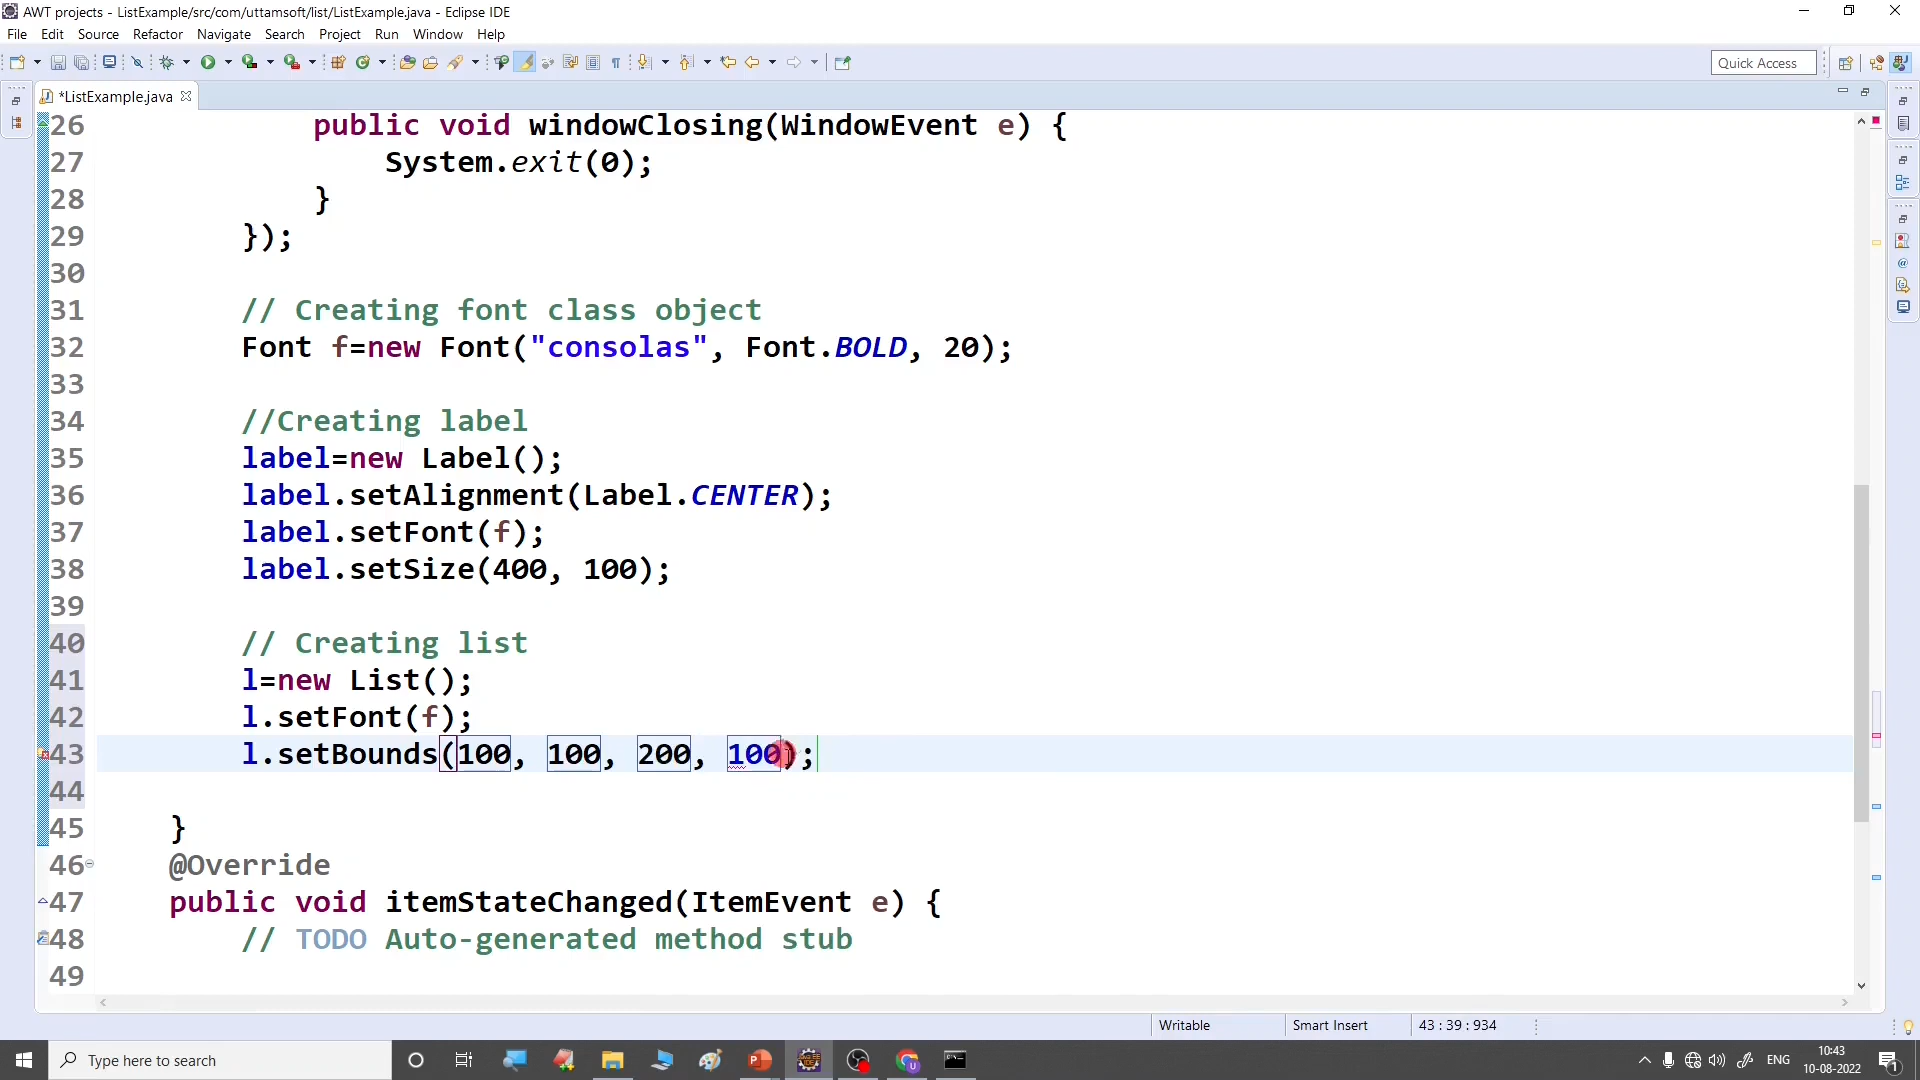 AWT projects - ListExample/src/com/uttamsoft/list/ListExample.java - Eclipse IDE
File Edit Source Refactor Navigate Search Project Run Window Help
Quick Access
*ListExample.java
26 public void windowClosing(WindowEvent e) {
27 System.exit(0);
28 }
29 });
30
31 // Creating font class object
32 Font f=new Font("consolas", Font.BOLD, 20);
33
34 //Creating label
35 label=new Label();
36 label.setAlignment(Label.CENTER);
37 label.setFont(f);
38 label.setSize(400, 100);
39
40 // Creating list
41 l=new List();
42 l.setFont(f);
43 l.setBounds(100, 100, 200, 100);
44
45 }
46 @Override
47 public void itemStateChanged(ItemEvent e) {
48 // TODO Auto-generated method stub
49
Writable Smart Insert 43 : 39 : 934
Type here to search
ENG
10:43
10-08-2022
1